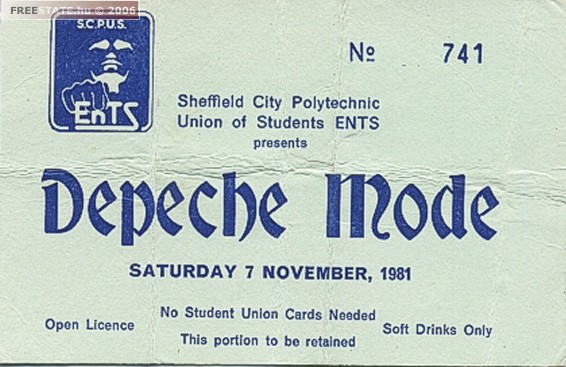 FREESTATE.hu © 2006
S.C.P.U.S.
EnTS
No 741
Sheffield City Polytechnic
Union of Students ENTS
presents
Depeche Mode
SATURDAY 7 NOVEMBER, 1981
No Student Union Cards Needed
Open Licence
Soft Drinks Only
This portion to be retained